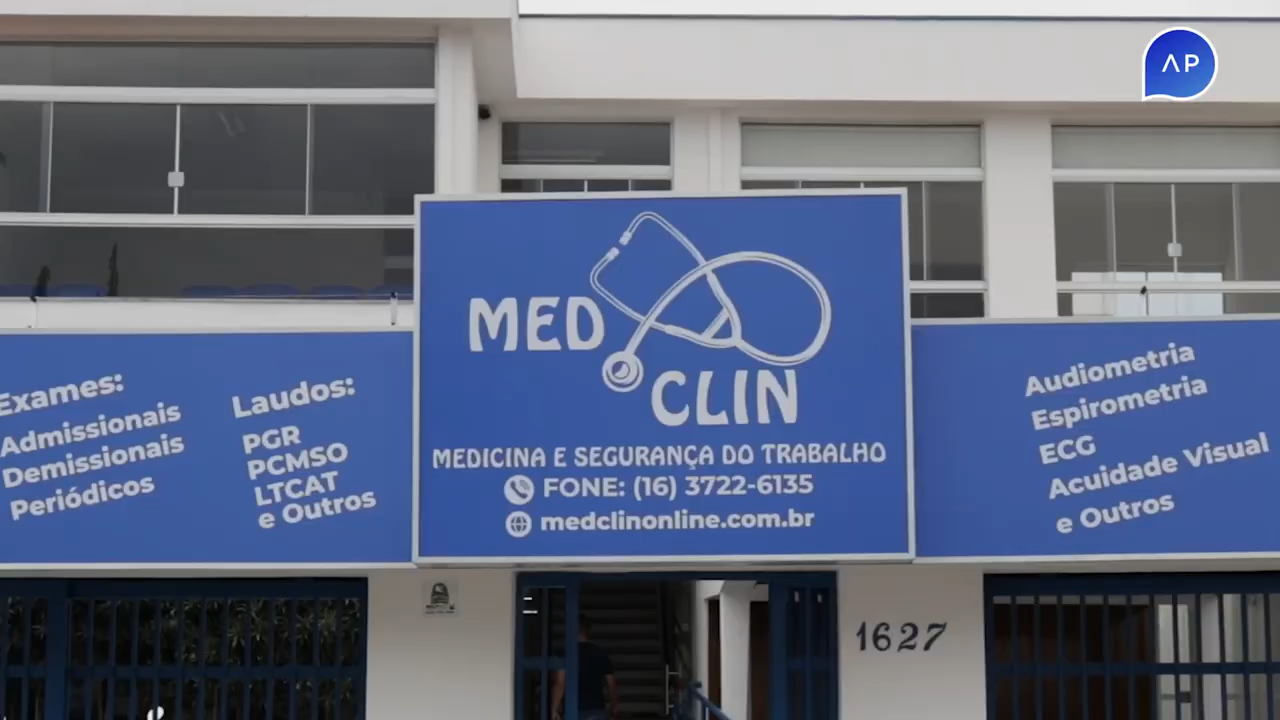 AP
MED
CLIN
MEDICINA E SEGURANÇA DO TRABALHO
FONE: (16) 3722-6135
medclinonline.com.br
Exames:
Admissionais
Demissionais
Periódicos
Laudos:
PGR
PCMSO
LTCAT
e Outros
Audiometria
Espirometria
ECG
Acuidade Visual
e Outros
1627